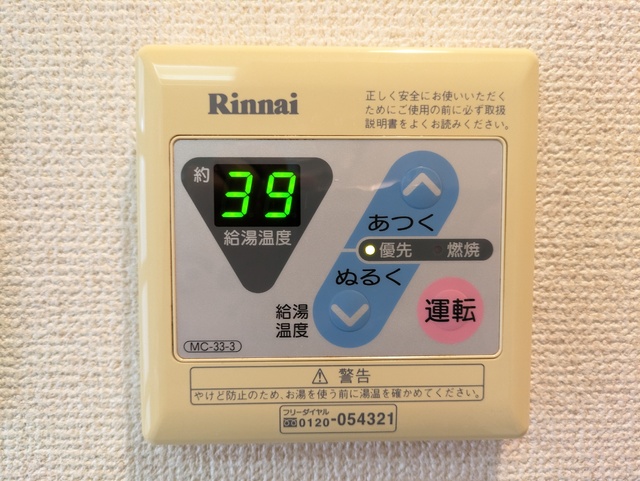 Rinnai
正しく安全にお使いいただく
ためにご使用の前に必ず取扱
説明書をよくお読みください。
約
39
給湯温度
あつく
優先 燃焼
ぬるく
給湯
温度
運転
MC-33-3
⚠ 警告
やけど防止のため、お湯を使う前に湯温を確かめてください。
フリーダイヤル
0120-054321